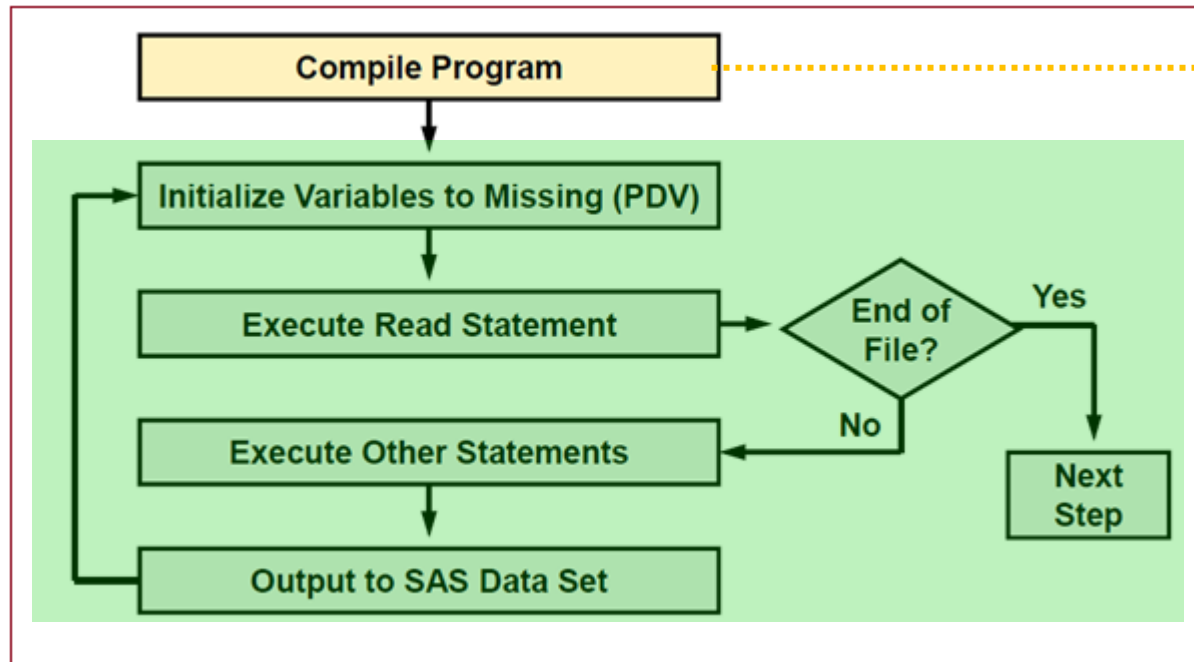 Compile Program
Initialize Variables to Missing (PDV)
Execute Read Statement
End of
File?
Yes
No
Execute Other Statements
Next
Step
Output to SAS Data Set